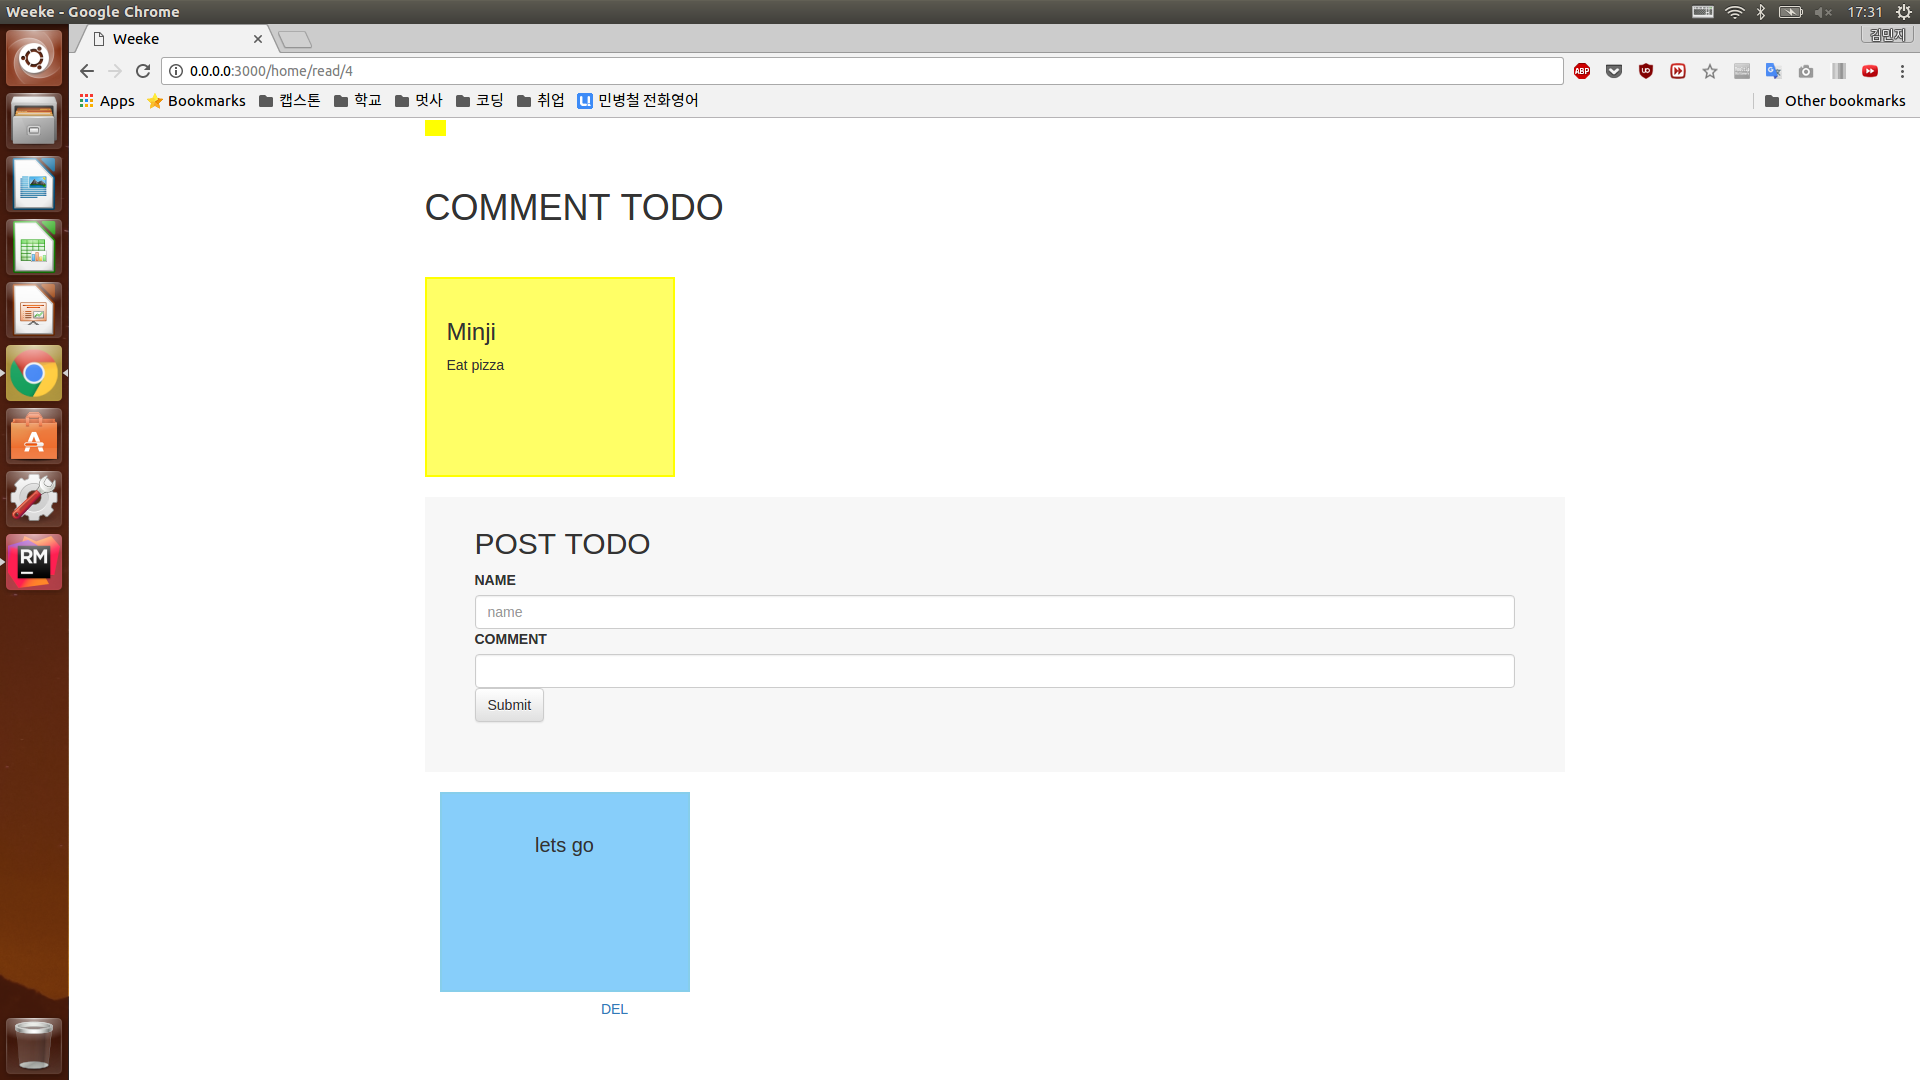 Weeke - Google Chrome
17:31
Weeke
김민지
0.0.0.0:3000/home/read/4
ABP
Apps
Bookmarks
캡스톤
학교
멋사
코딩
취업
민병철 전화영어
Other bookmarks
COMMENT TODO
Minji
Eat pizza
POST TODO
NAME
name
COMMENT
Submit
RM
lets go
DEL